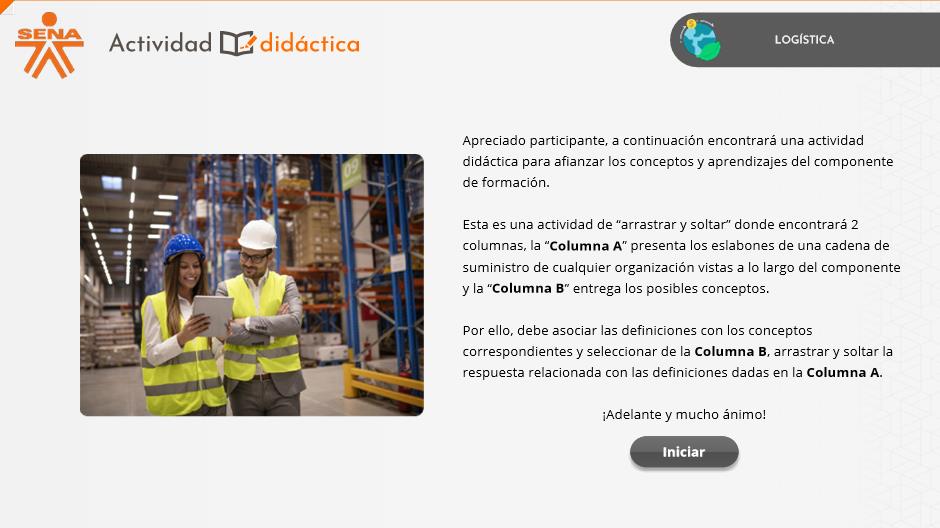 SENA
Actividad didáctica
LOGÍSTICA
09
Apreciado participante, a continuación encontrará una actividad
didáctica para afianzar los conceptos y aprendizajes del componente
de formación.
Esta es una actividad de “arrastrar y soltar” donde encontrará 2
columnas, la “Columna A” presenta los eslabones de una cadena de
suministro de cualquier organización vistas a lo largo del componente
y la “Columna B” entrega los posibles conceptos.
Por ello, debe asociar las definiciones con los conceptos
correspondientes y seleccionar de la Columna B, arrastrar y soltar la
respuesta relacionada con las definiciones dadas en la Columna A.
¡Adelante y mucho ánimo!
Iniciar